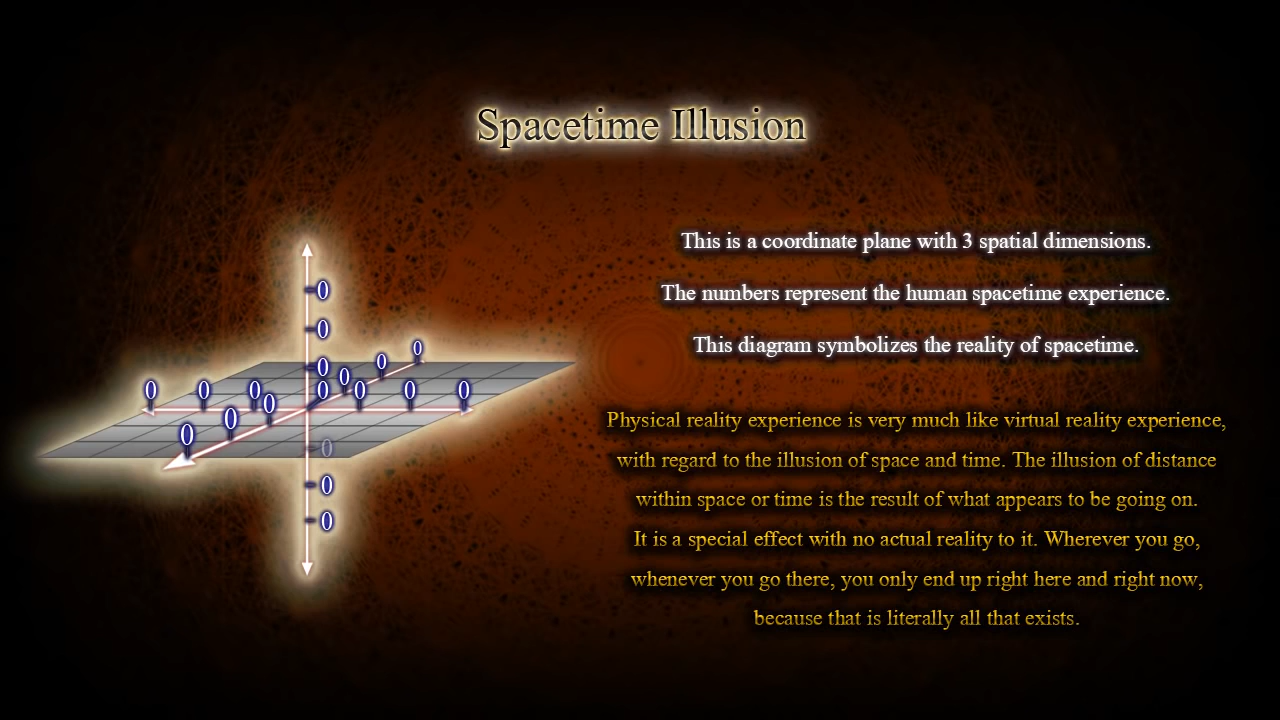 Spacetime Illusion
This is a coordinate plane with 3 spatial dimensions.
The numbers represent the human spacetime experience.
This diagram symbolizes the reality of spacetime.
Physical reality experience is very much like virtual reality experience,
with regard to the illusion of space and time. The illusion of distance
within space or time is the result of what appears to be going on.
It is a special effect with no actual reality to it. Wherever you go,
whenever you go there, you only end up right here and right now,
because that is literally all that exists.
0
0
0
0
0
0
0 0 0 0 0 0 0
0
0
0
0
0
0